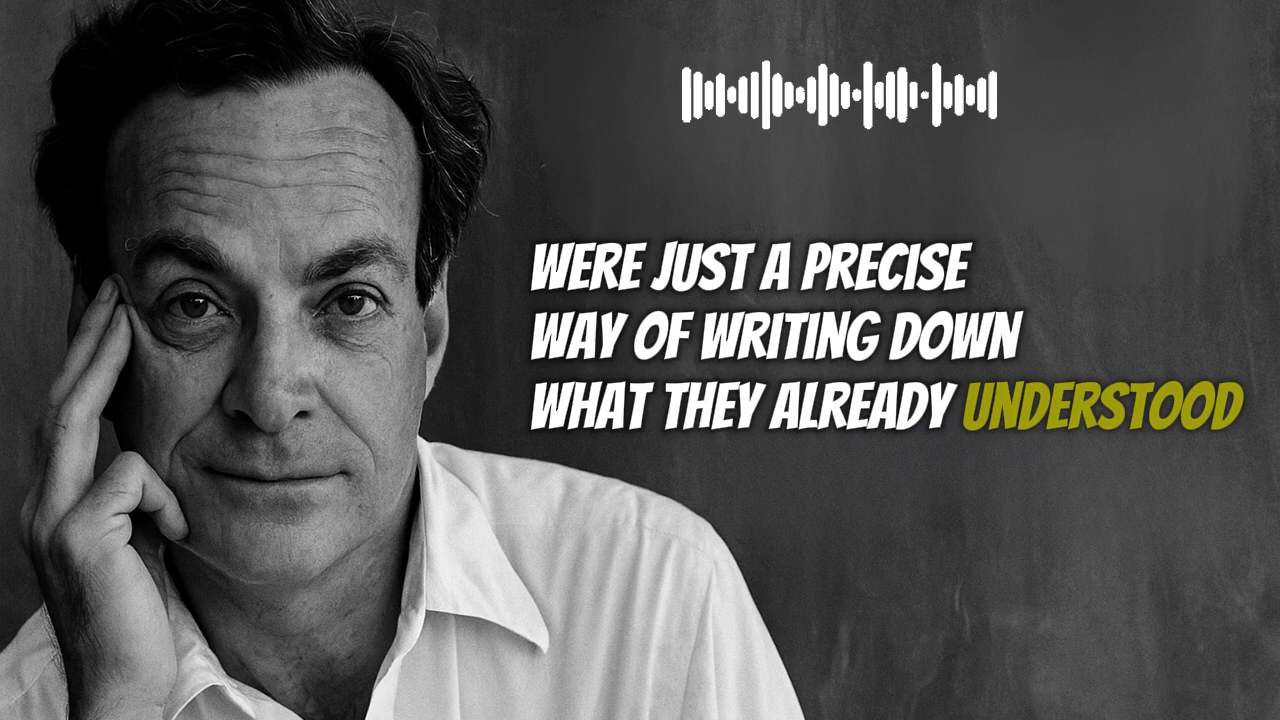 WERE JUST A PRECISE
WAY OF WRITING DOWN
WHAT THEY ALREADY UNDERSTOOD